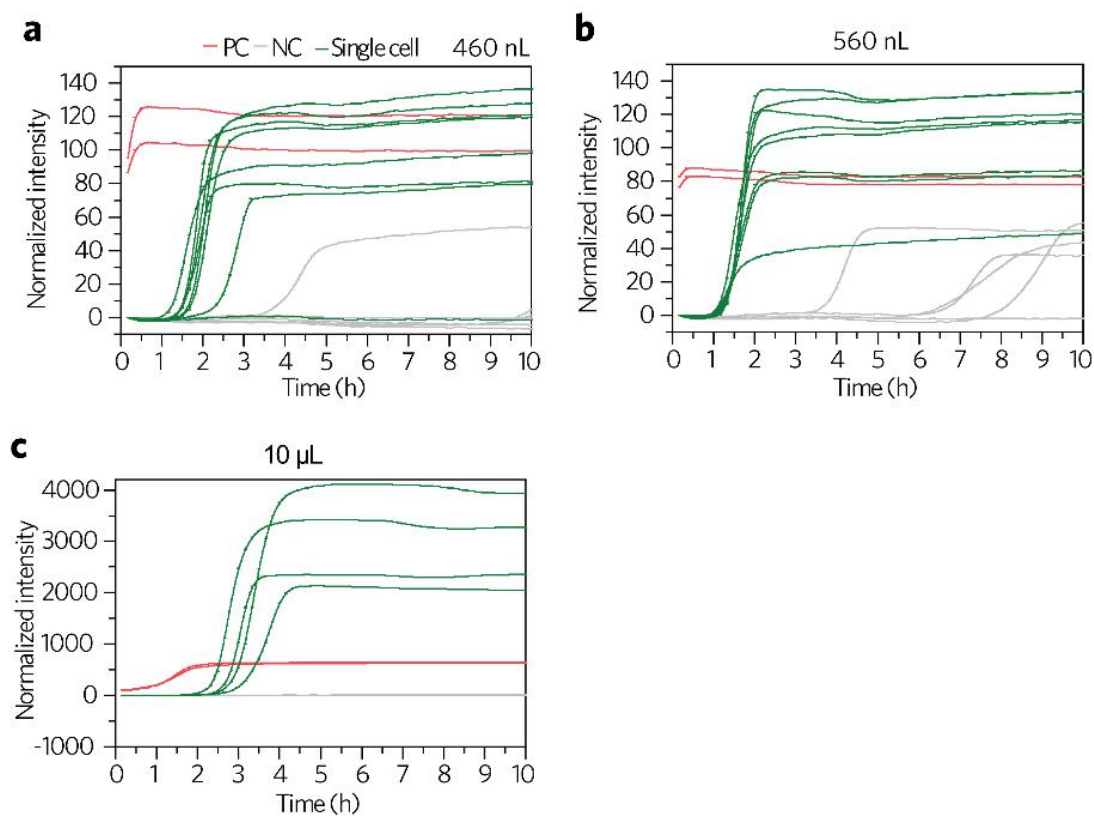 a
PC NC Single cell 460 nL
Normalized intensity
140
120
100
80
60
40
20
0
0 1 2 3 4 5 6 7 8 9 10
Time (h)
b
560 nL
Normalized intensity
140
120
100
80
60
40
20
0
0 1 2 3 4 5 6 7 8 9 10
Time (h)
c
10 µL
Normalized intensity
4000
3000
2000
1000
0
-1000
0 1 2 3 4 5 6 7 8 9 10
Time (h)